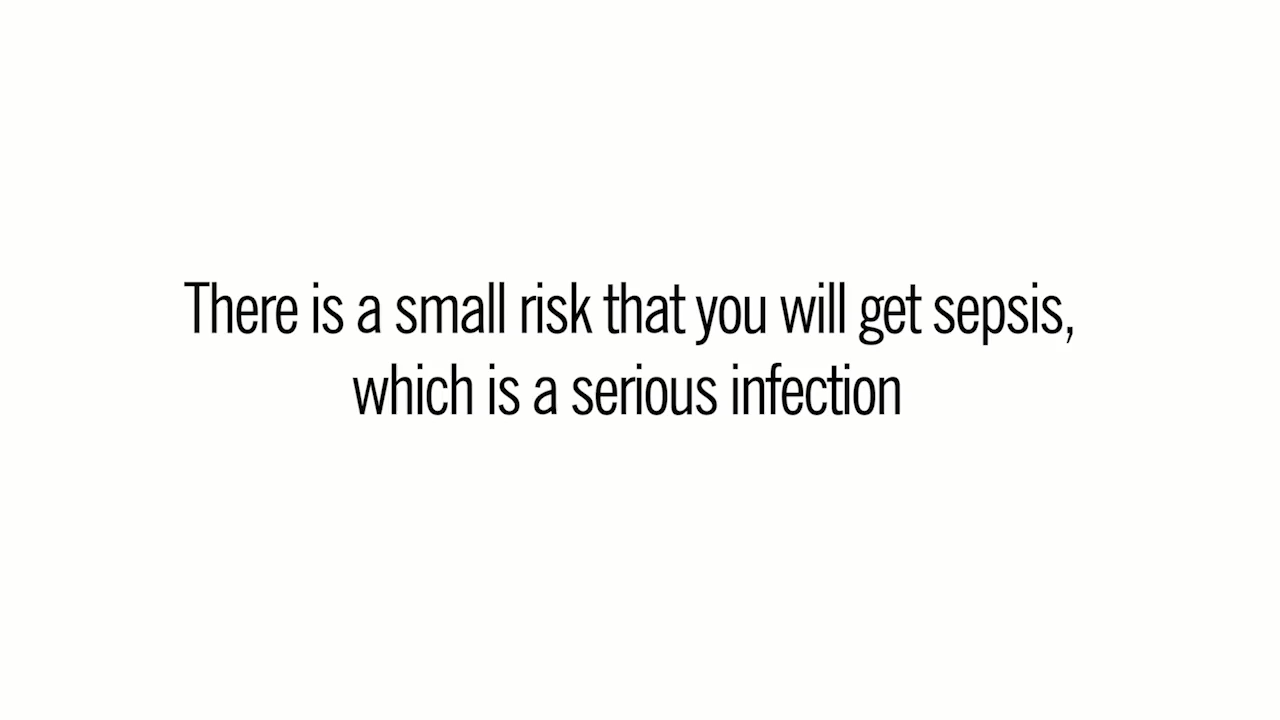 There is a small risk that you will get sepsis,
which is a serious infection